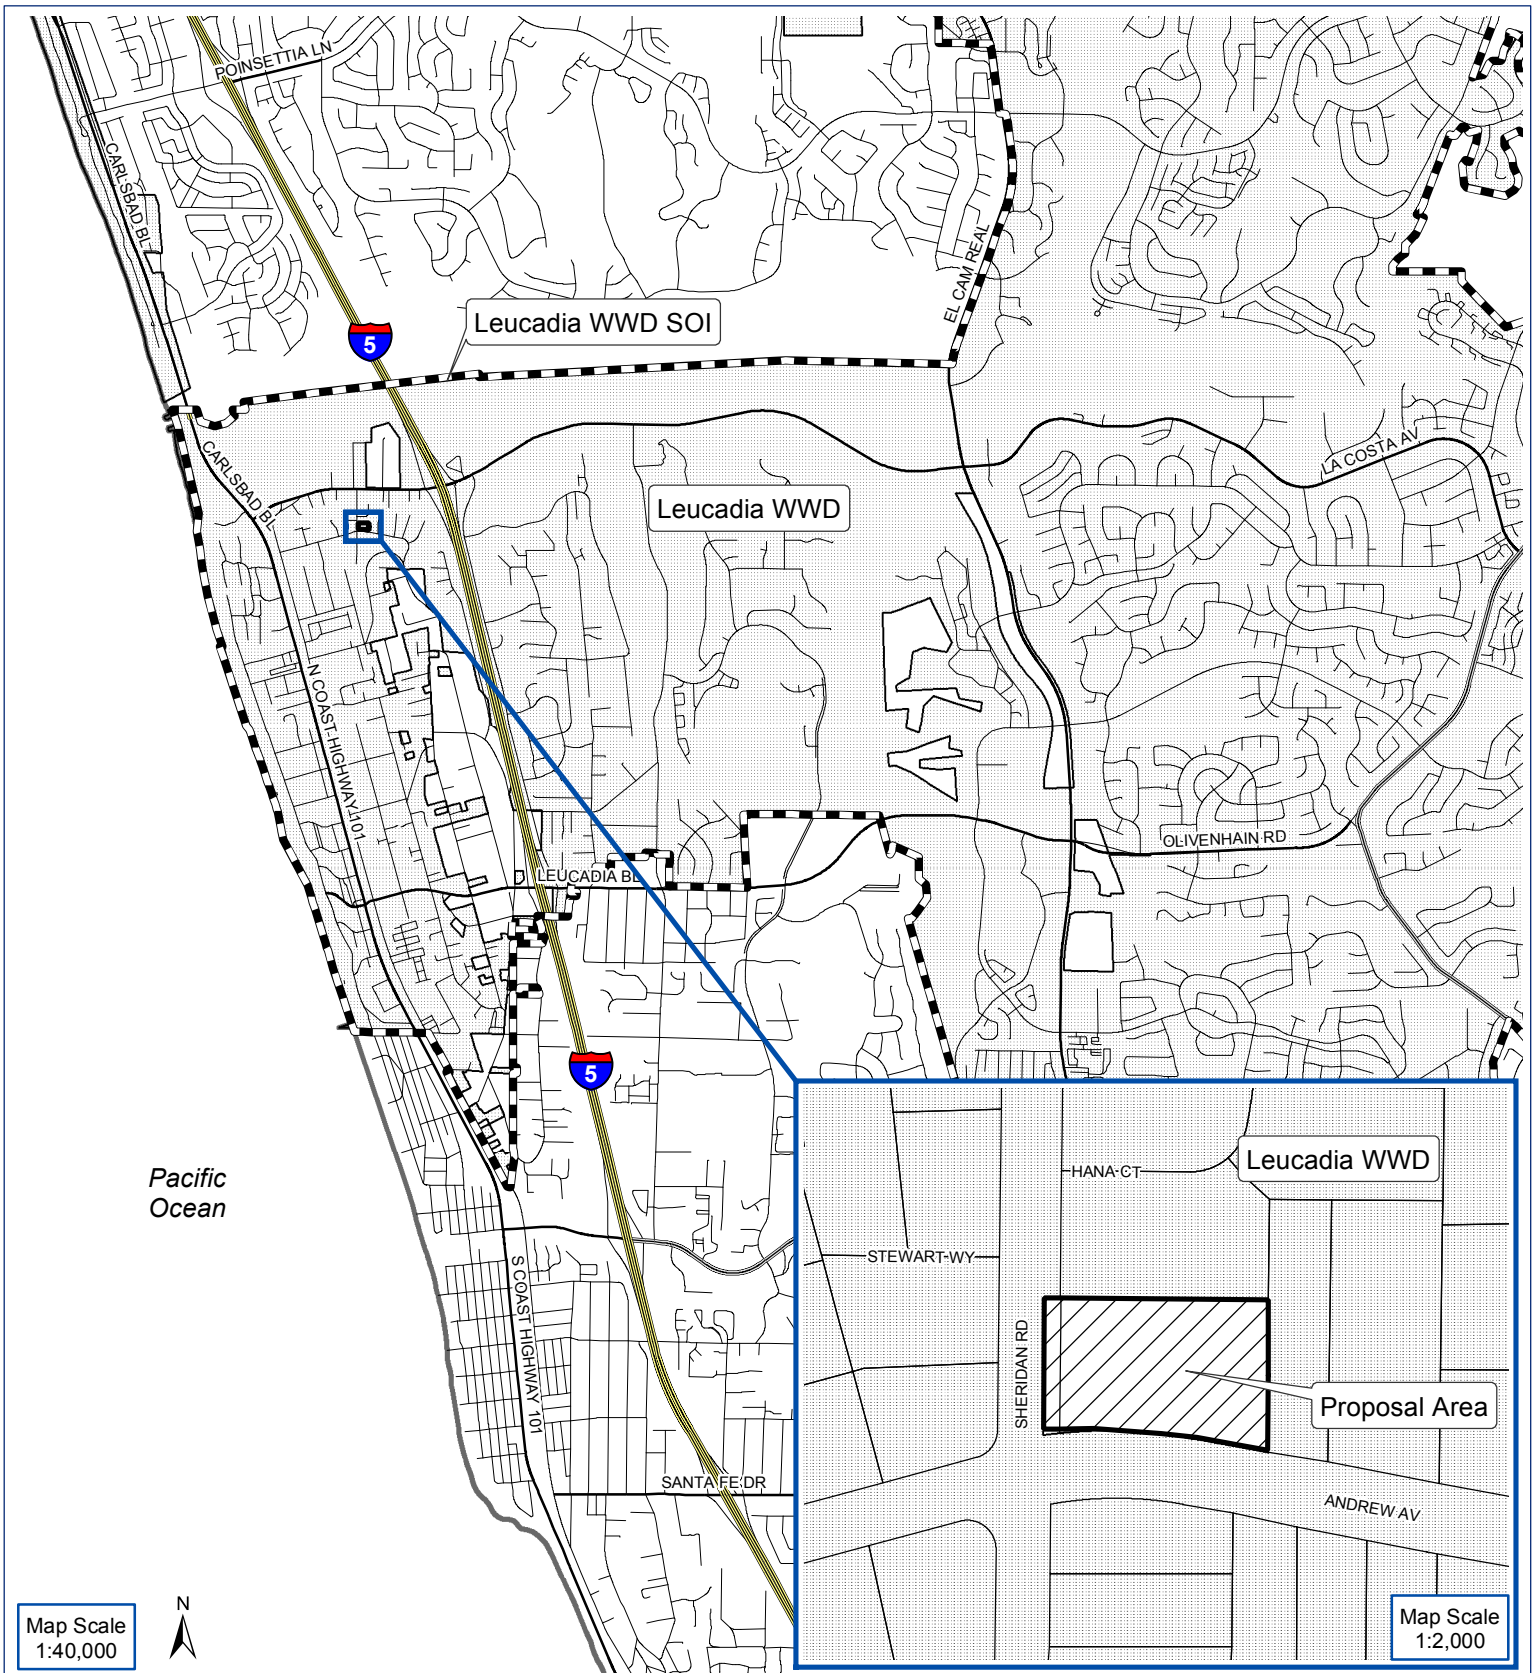 POINSETTIA LN
CARLSBAD BL
EL CAM REAL
Leucadia WWD SOI
5
CARLSBAD BL
LA COSTA AV
Leucadia WWD
N COAST HIGHWAY 101
OLIVENHAIN RD
LEUCADIA BL
5
Pacific
Ocean
S COAST HIGHWAY 101
SANTA FE DR
HANA CT
Leucadia WWD
STEWART WY
SHERIDAN RD
Proposal Area
ANDREW AV
N
Map Scale
1:40,000
Map Scale
1:2,000